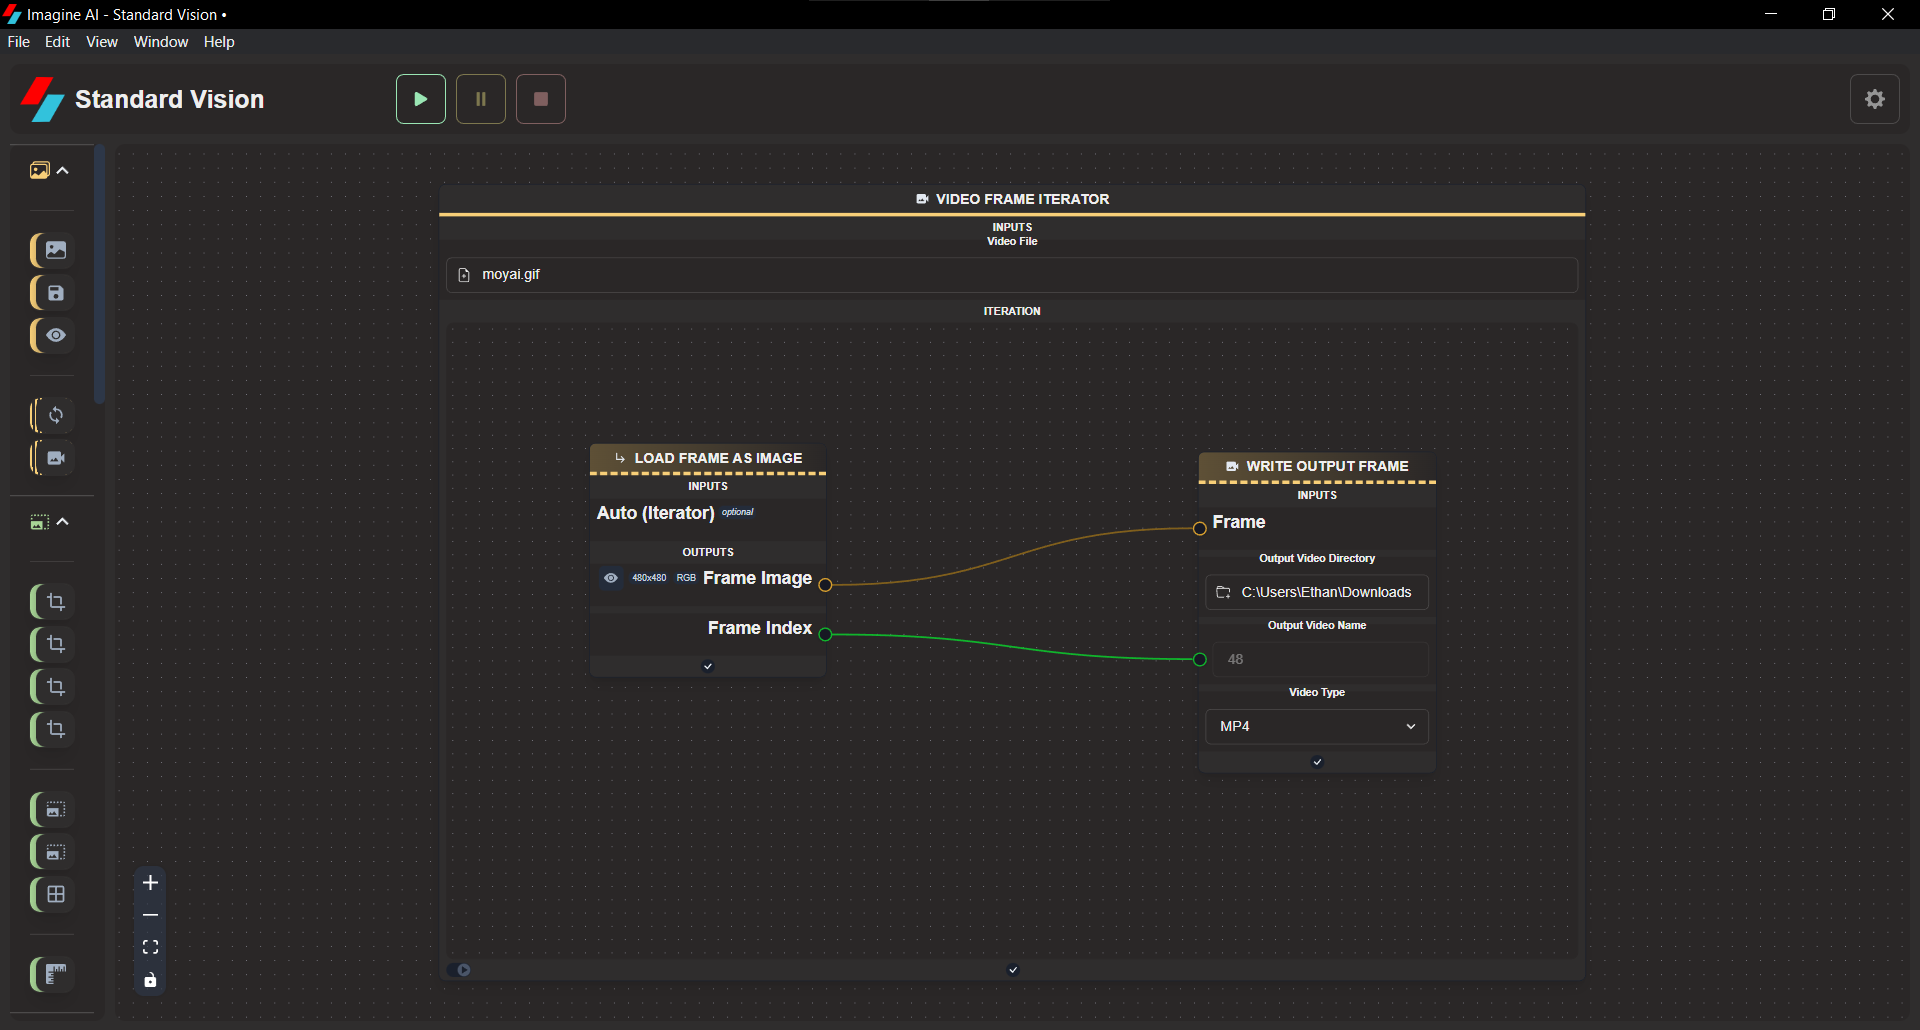 Imagine AI - Standard Vision •
File Edit View Window Help
Standard Vision
VIDEO FRAME ITERATOR
INPUTS
Video File
moyai.gif
ITERATION
LOAD FRAME AS IMAGE
INPUTS
Auto (Iterator) optional
OUTPUTS
480x480 RGB Frame Image
Frame Index
WRITE OUTPUT FRAME
INPUTS
Frame
Output Video Directory
C:\Users\Ethan\Downloads
Output Video Name
48
Video Type
MP4